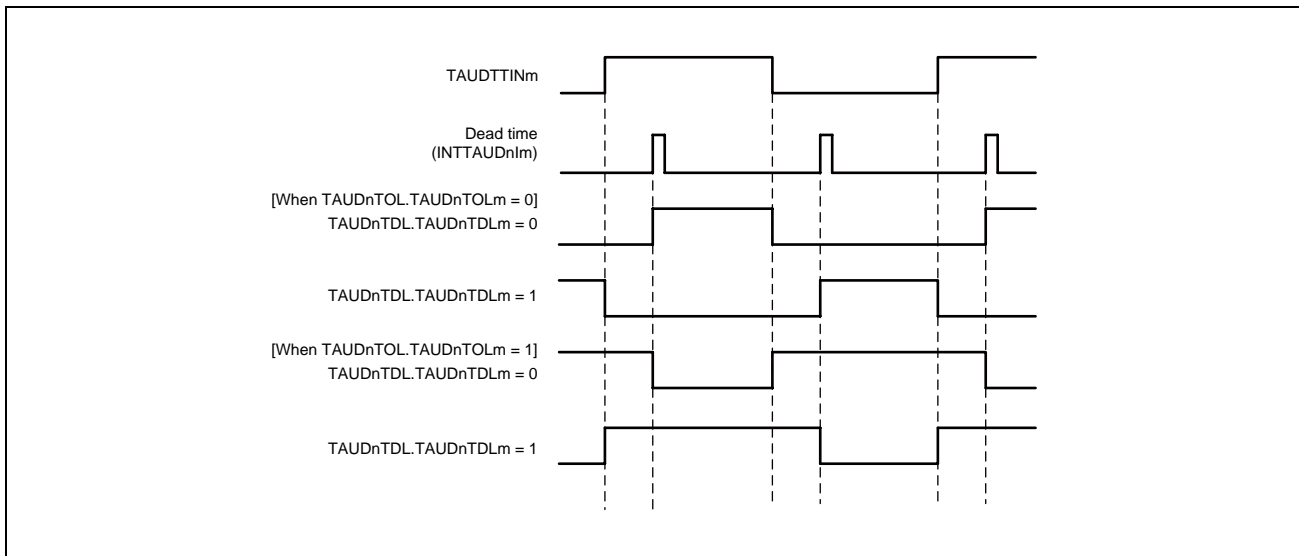 TAUDTTINm
Dead time
(INTTAUDnIm)
[When TAUDnTOL.TAUDnTOLm = 0]
TAUDnTDL.TAUDnTDLm = 0
TAUDnTDL.TAUDnTDLm = 1
[When TAUDnTOL.TAUDnTOLm = 1]
TAUDnTDL.TAUDnTDLm = 0
TAUDnTDL.TAUDnTDLm = 1